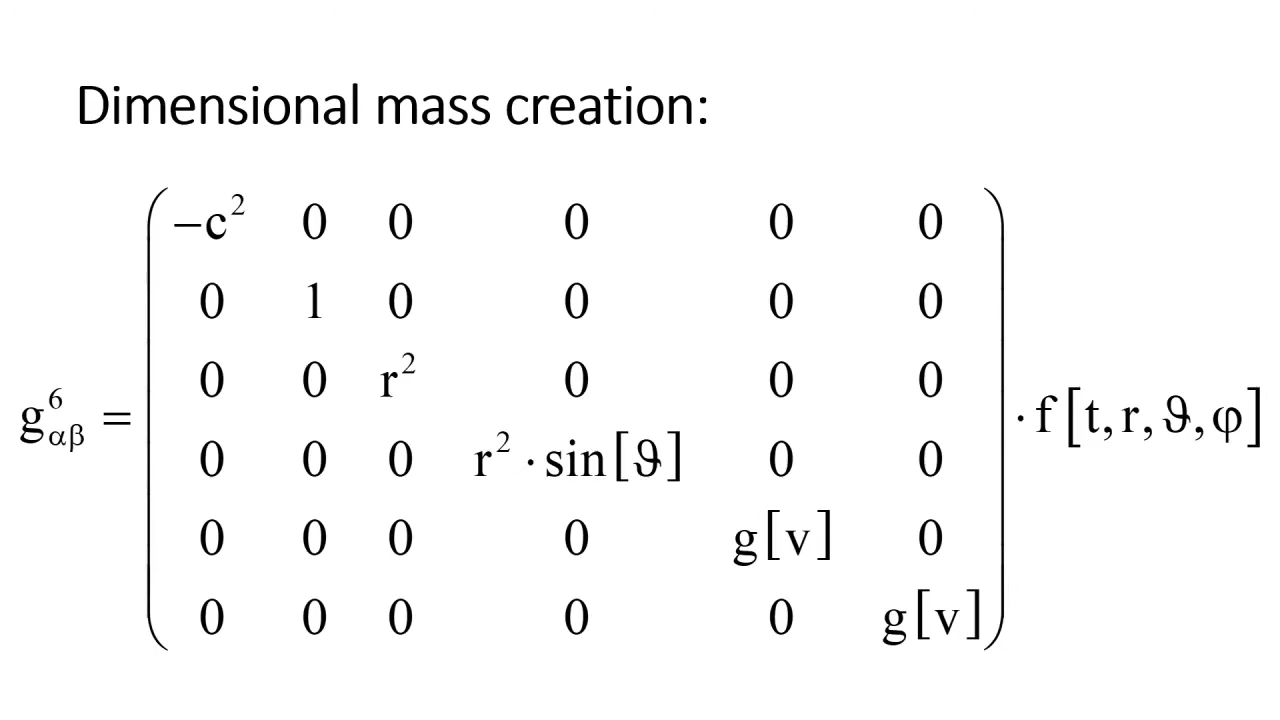 Dimensional mass creation:
−c² 0 0 0 0 0
0 1 0 0 0 0
0 0 r² 0 0 0
g⁶αβ = ( ) · f[t, r, ϑ, φ]
0 0 0 r² · sin[ϑ] 0 0
0 0 0 0 g[v] 0
0 0 0 0 0 g[v]